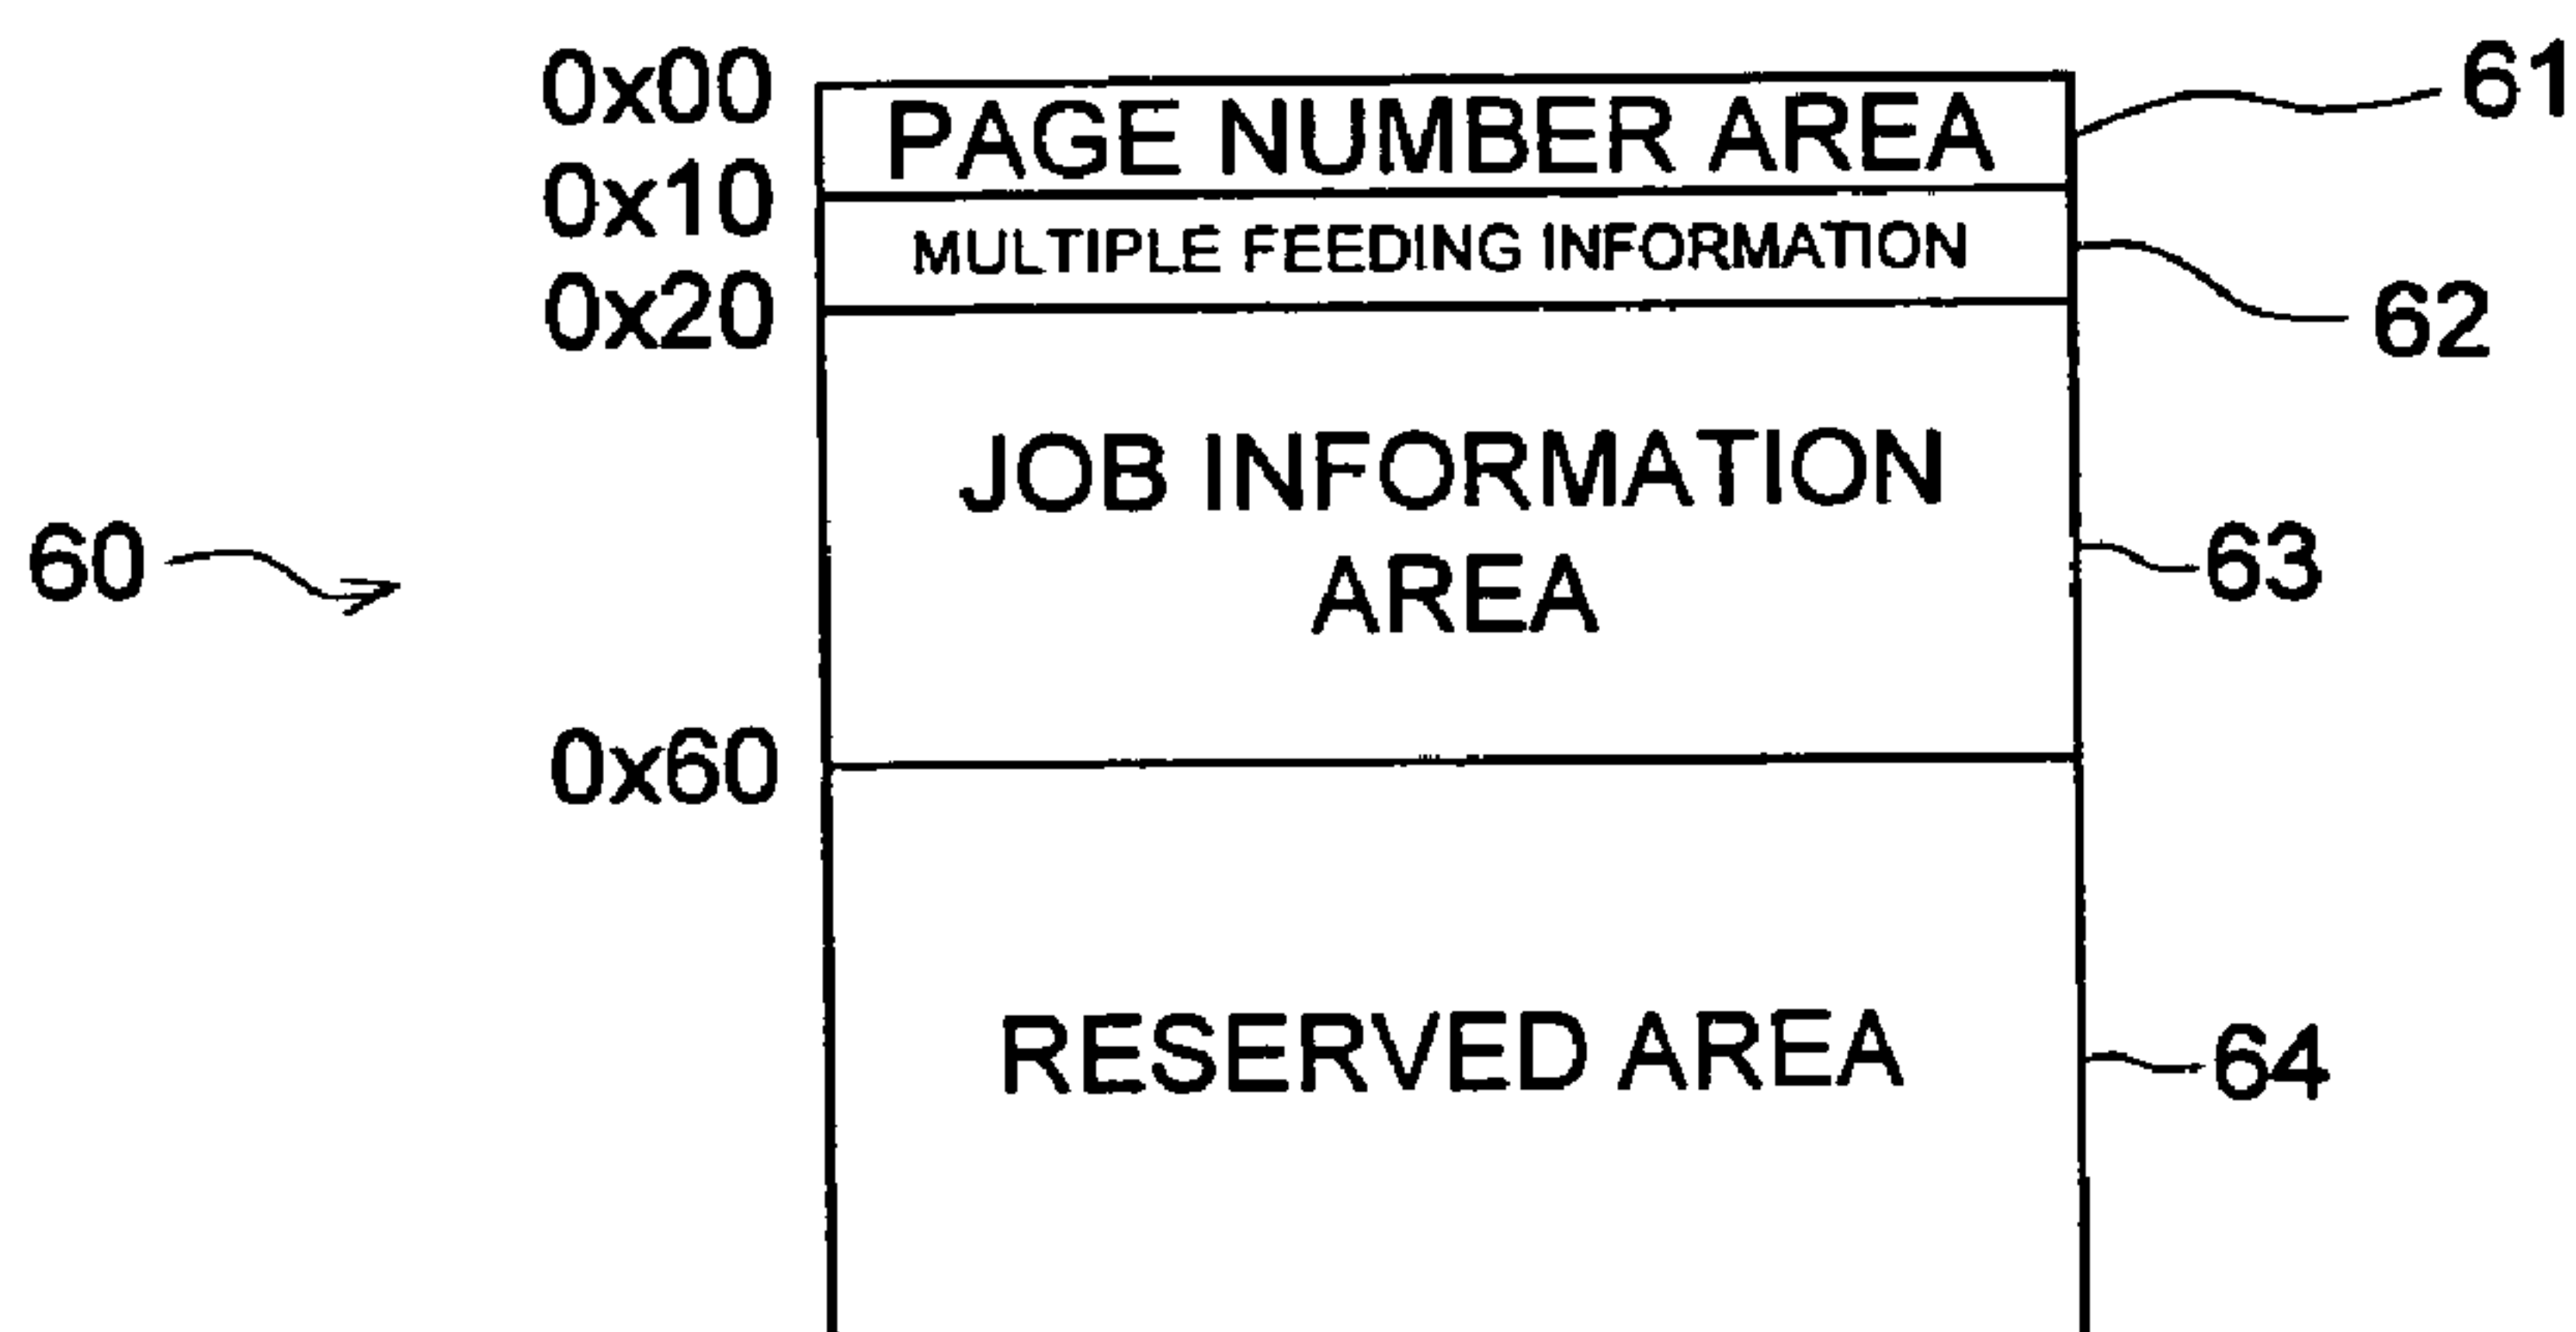 0x00 PAGE NUMBER AREA 61
0x10 MULTIPLE FEEDING INFORMATION 62
0x20
JOB INFORMATION
AREA
60 63
0x60
RESERVED AREA 64